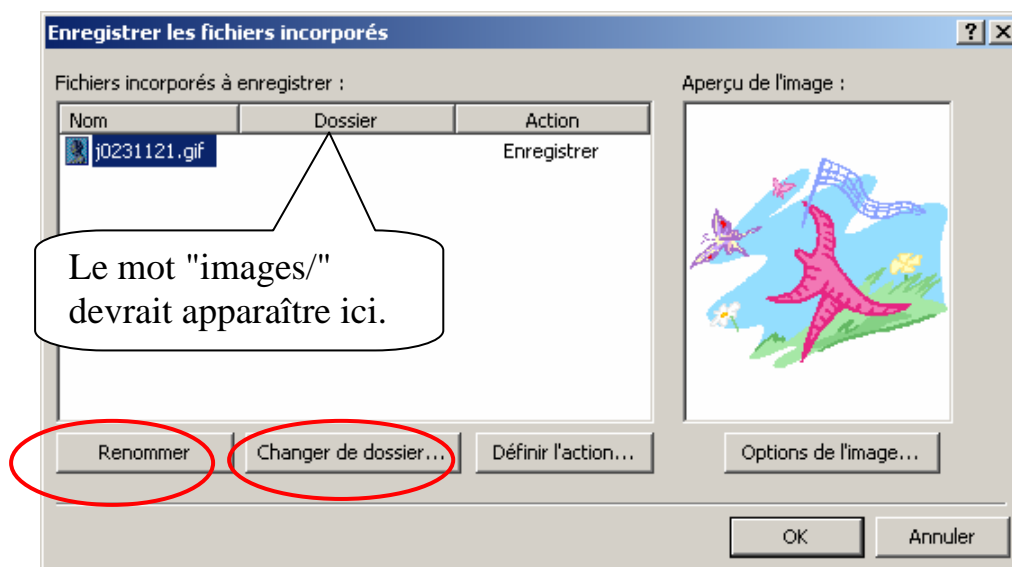 Enregistrer les fichiers incorporés
Fichiers incorporés à enregistrer :
Aperçu de l'image :
Nom Dossier Action
j0231121.gif Enregistrer
Le mot "images/"
devrait apparaître ici.
Renommer Changer de dossier... Définir l'action... Options de l'image...
OK Annuler